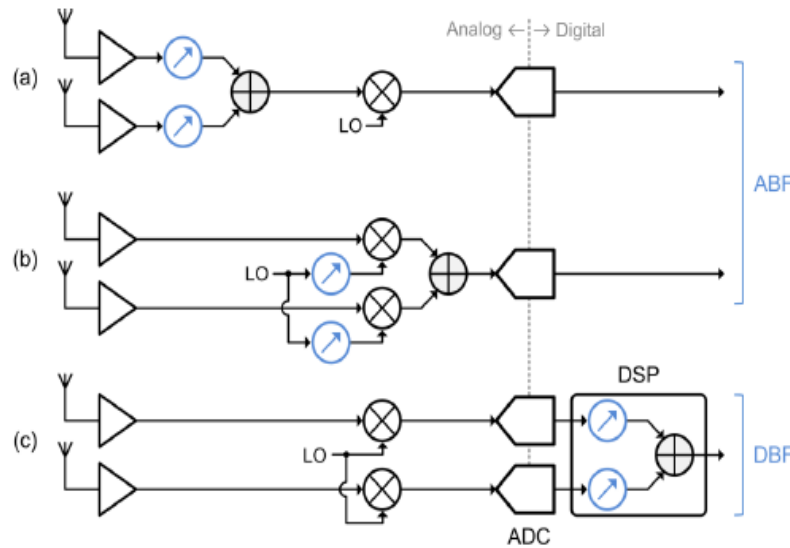 Analog ← → Digital
(a)
LO
ABF
(b)
LO
DSP
(c)
LO
DBF
ADC